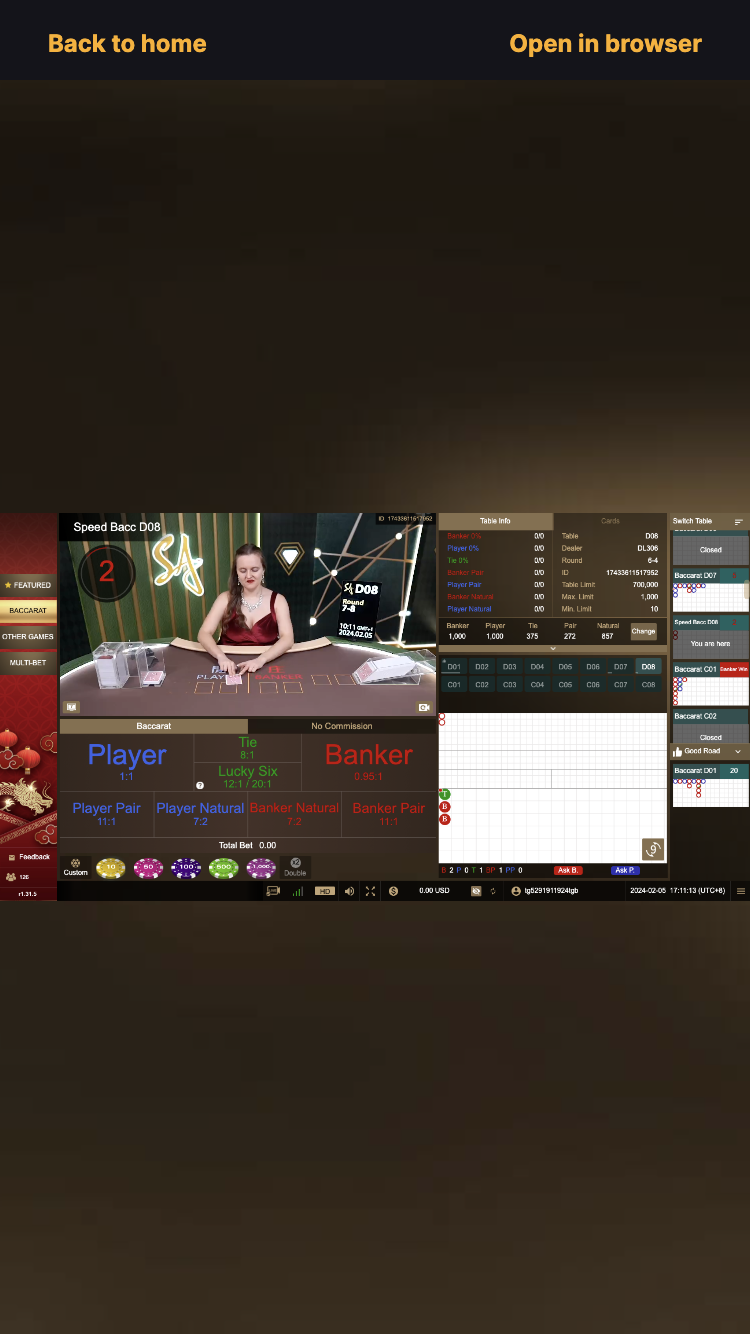 Back to home
Open in browser
Speed Bacc D08
ID 17433611517952
2
SA
SA D08
Round
7-8
10:11 GMT+1
2024.02.05
PLAYER
BANKER
FEATURED
BACCARAT
OTHER GAMES
MULTI-BET
Feedback
126
r1.31.5
Baccarat
No Commission
Player
1:1
Tie
8:1
Lucky Six
12:1 / 20:1
?
Banker
0.95:1
Player Pair
11:1
Player Natural
7:2
Banker Natural
7:2
Banker Pair
11:1
Total Bet 0.00
Custom
10
50
100
500
1,000
x2
Double
Table Info
Cards
Banker 0% 0/0
Player 0% 0/0
Tie 0% 0/0
Banker Pair 0/0
Player Pair 0/0
Banker Natural 0/0
Player Natural 0/0
Table D08
Dealer DL306
Round 6-4
ID 17433611517952
Table Limit 700,000
Max. Limit 1,000
Min. Limit 10
Banker Player Tie Pair Natural
1,000 1,000 375 272 857
Change
D01 D02 D03 D04 D05 D06 D07 D08
C01 C02 C03 C04 C05 C06 C07 C08
T
B
B
9
B 2 P 0 T 1 BP 1 PP 0
Ask B.
Ask P.
Switch Table
Closed
Baccarat D07
Speed Bacc D08
You are here
Baccarat C01
Banker Win
Baccarat C02
Closed
Good Road
Baccarat D01
20
HD
0.00 USD
tg5291911924tgb
2024-02-05 17:11:13 (UTC+8)